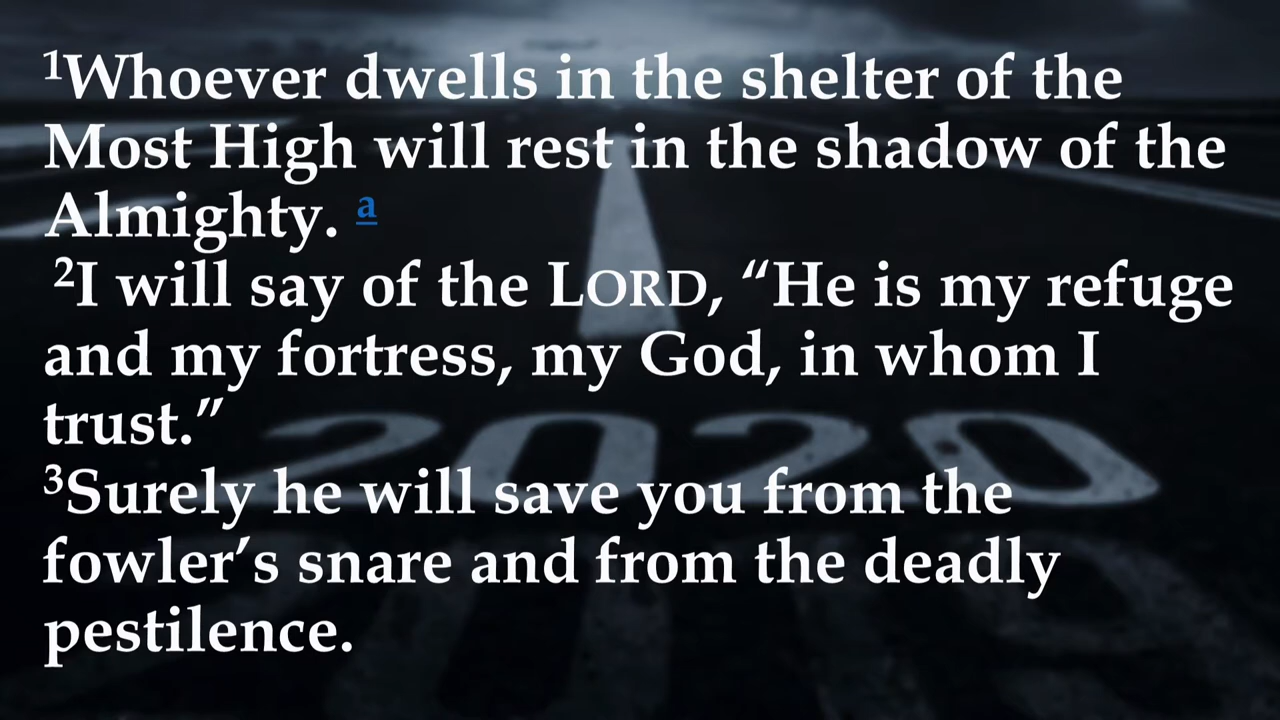 ¹Whoever dwells in the shelter of the
Most High will rest in the shadow of the
Almighty. a
²I will say of the LORD, “He is my refuge
and my fortress, my God, in whom I
trust.”
2020
³Surely he will save you from the
fowler’s snare and from the deadly
pestilence.